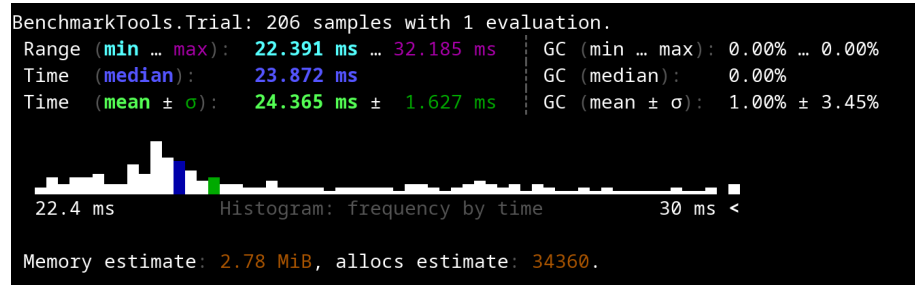 BenchmarkTools.Trial: 206 samples with 1 evaluation.
Range (min … max): 22.391 ms … 32.185 ms ┊ GC (min … max): 0.00% … 0.00%
Time (median): 23.872 ms ┊ GC (median): 0.00%
Time (mean ± σ): 24.365 ms ± 1.627 ms ┊ GC (mean ± σ): 1.00% ± 3.45%
22.4 ms Histogram: frequency by time 30 ms <
Memory estimate: 2.78 MiB, allocs estimate: 34360.